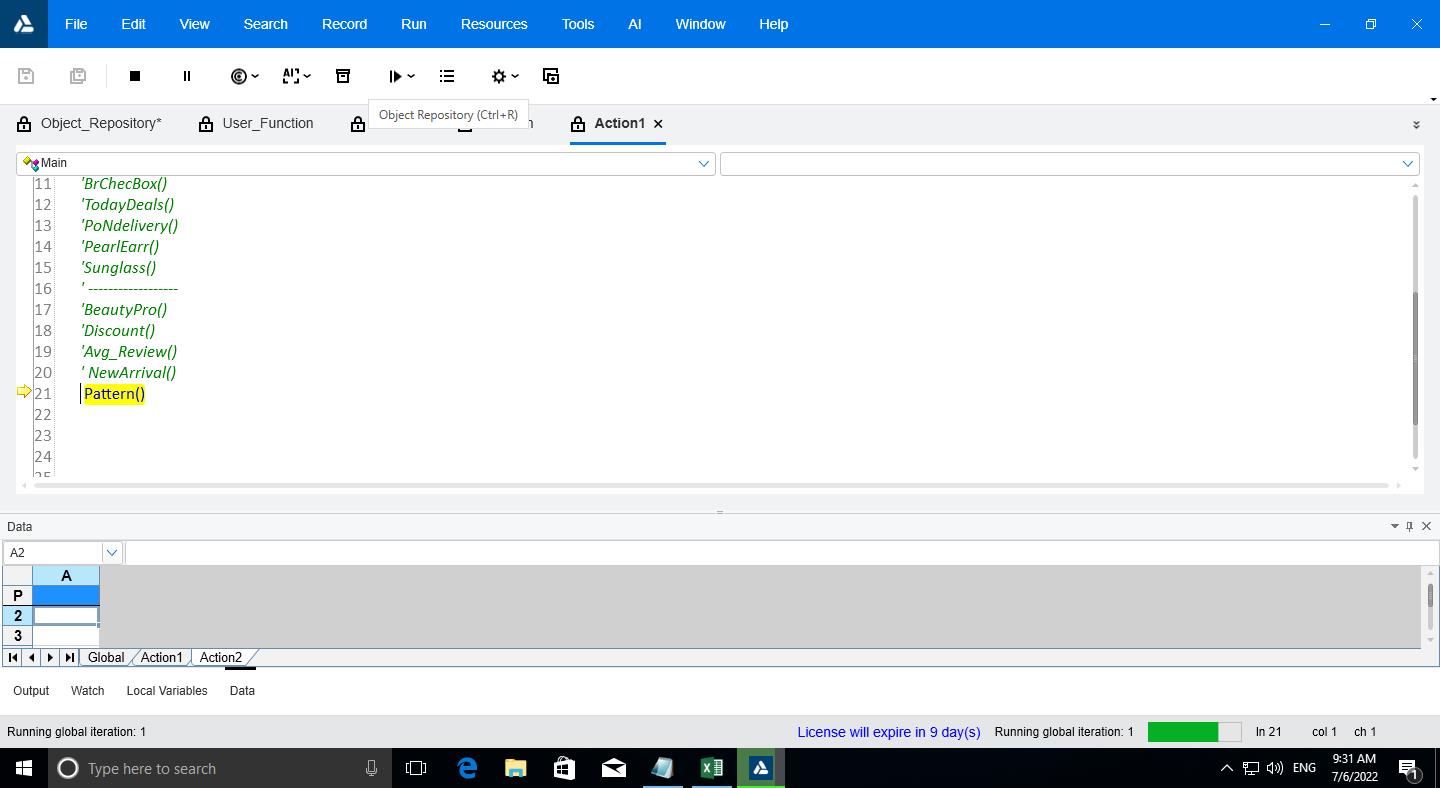 File Edit View Search Record Run Resources Tools AI Window Help
Object Repository (Ctrl+R)
Object_Repository* User_Function Action1
Main
11 'BrChecBox()
12 'TodayDeals()
13 'PoNdelivery()
14 'PearlEarr()
15 'Sunglass()
16 ' ------------------
17 'BeautyPro()
18 'Discount()
19 'Avg_Review()
20 ' NewArrival()
21 Pattern()
22
23
24
25
Data
A2
A
P
2
3
Global Action1 Action2
Output Watch Local Variables Data
Running global iteration: 1 License will expire in 9 day(s) Running global iteration: 1 ln 21 col 1 ch 1
Type here to search ENG 9:31 AM
7/6/2022 1